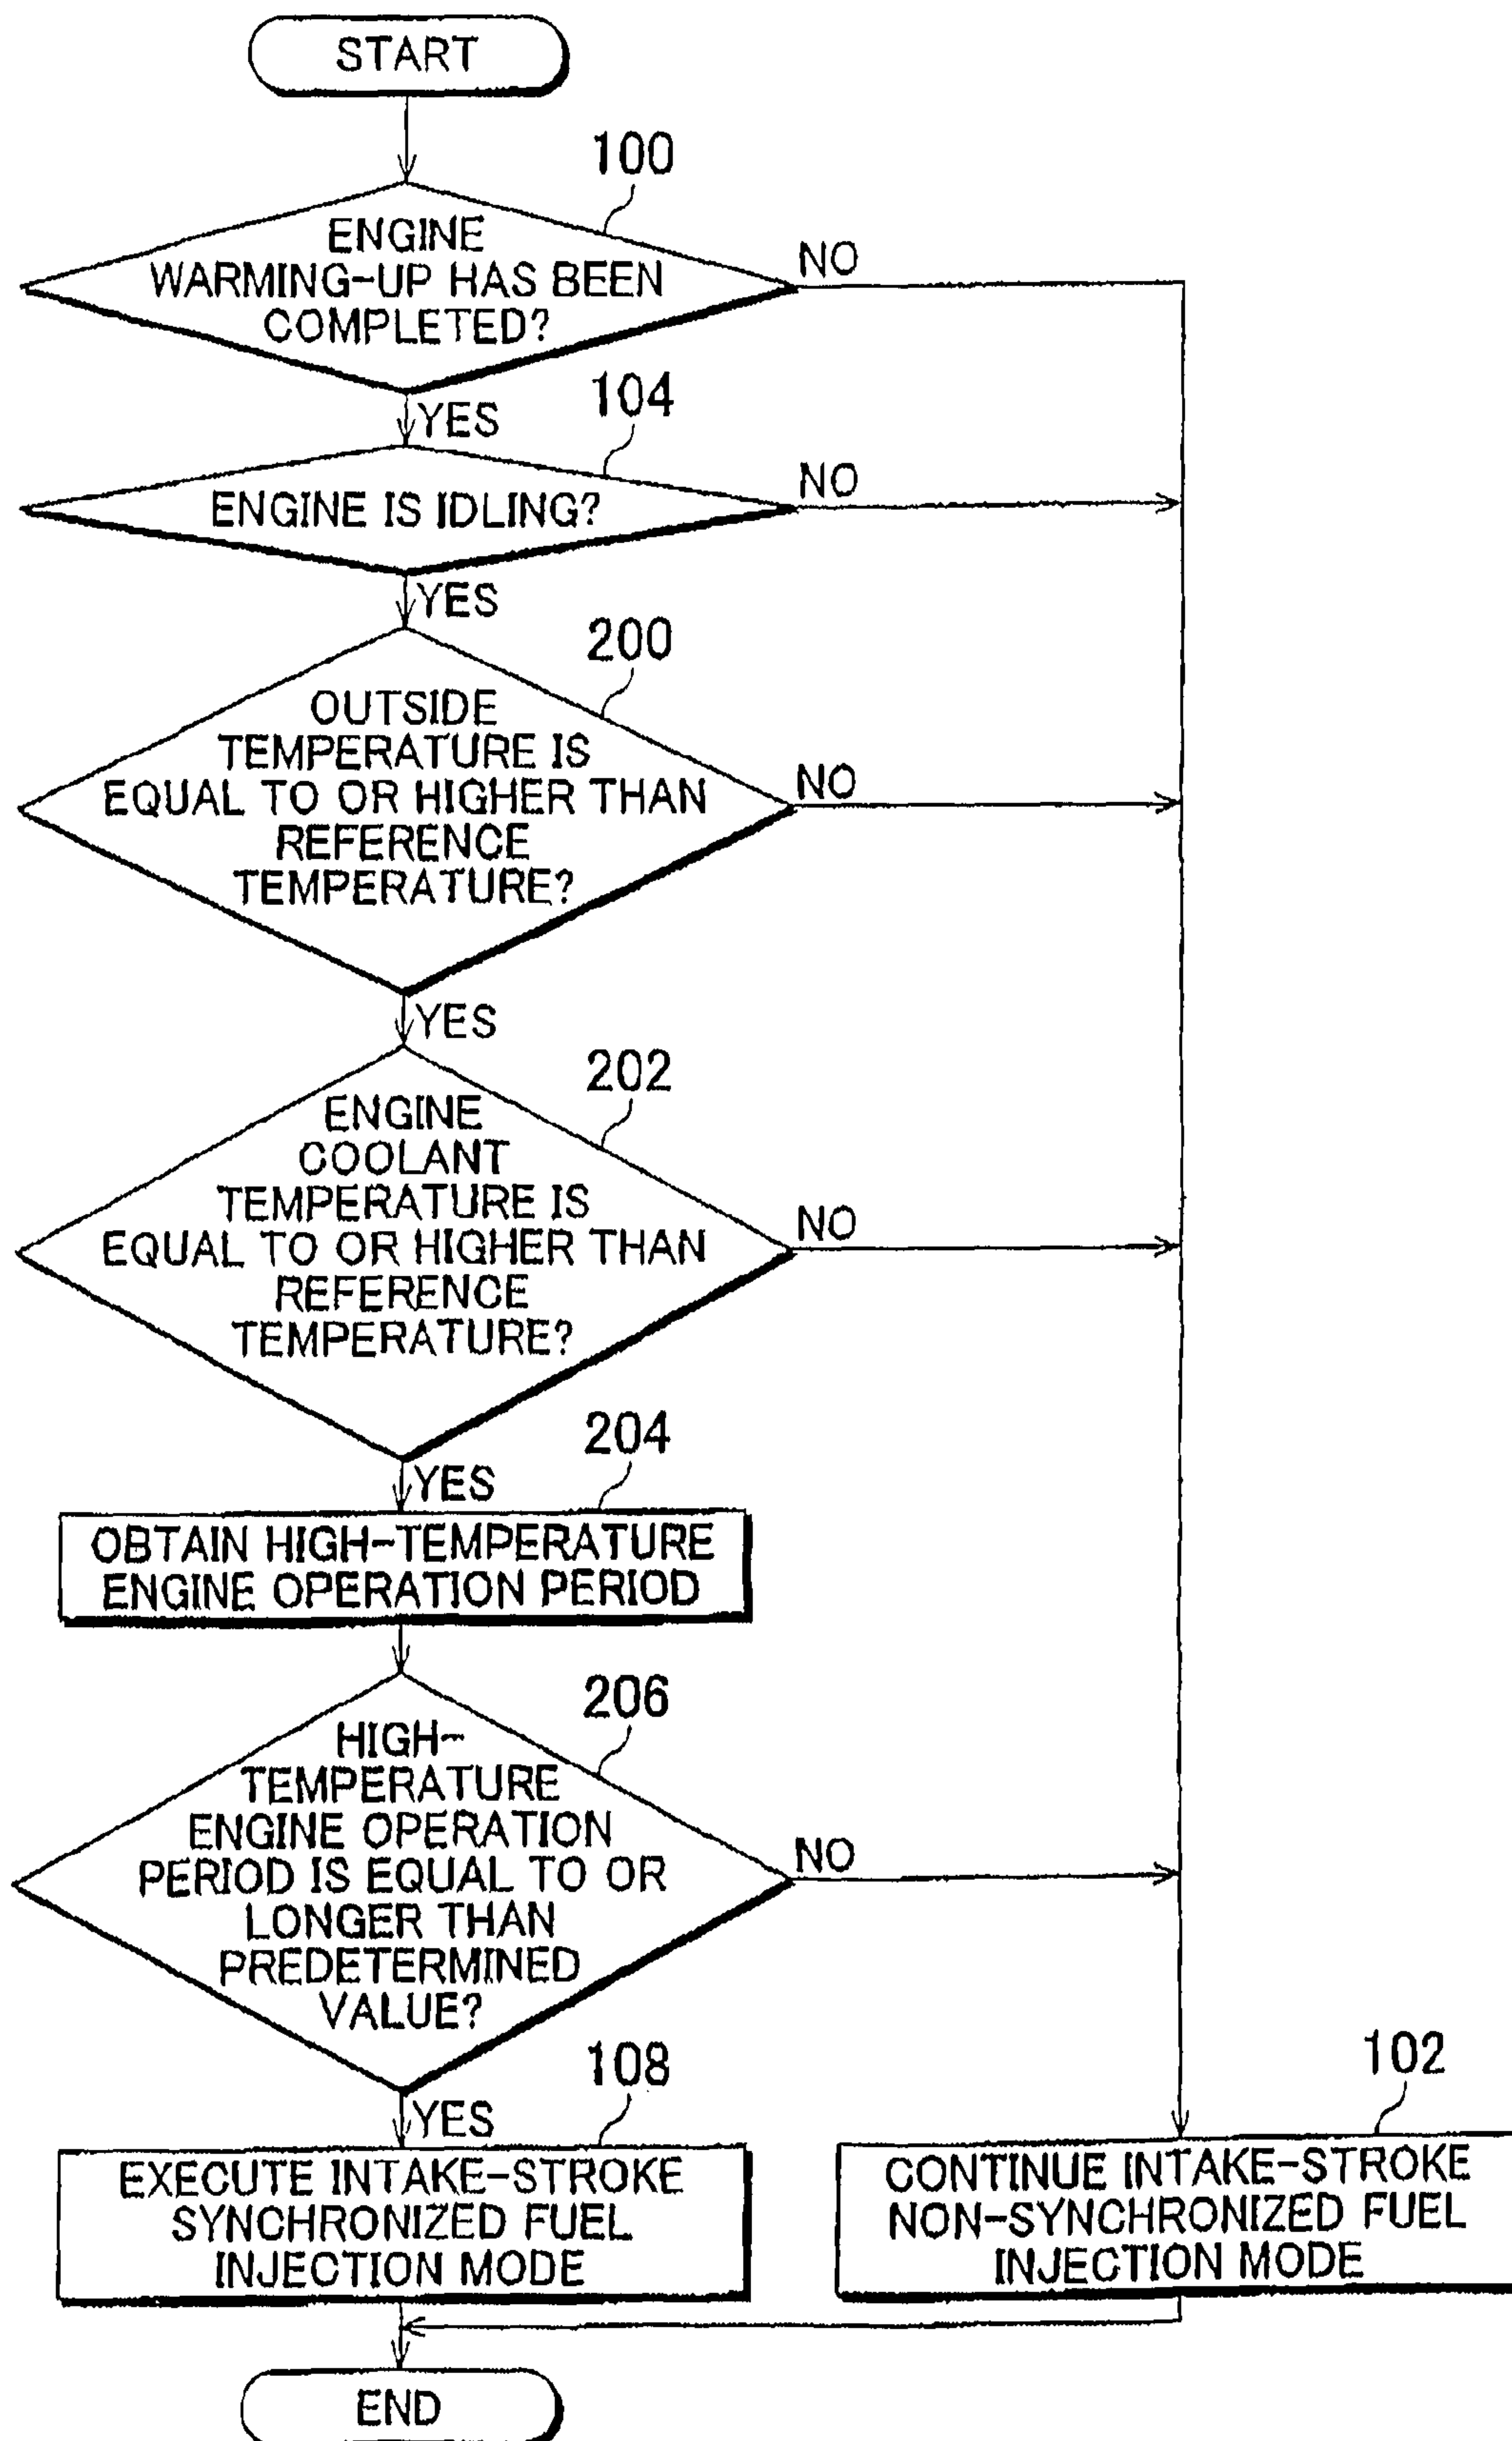 START
100
ENGINE
WARMING-UP HAS BEEN
COMPLETED?
NO
YES
104
ENGINE IS IDLING?
NO
YES
200
OUTSIDE
TEMPERATURE IS
EQUAL TO OR HIGHER THAN
REFERENCE
TEMPERATURE?
NO
YES
202
ENGINE
COOLANT
TEMPERATURE IS
EQUAL TO OR HIGHER THAN
REFERENCE
TEMPERATURE?
NO
YES
204
OBTAIN HIGH-TEMPERATURE
ENGINE OPERATION PERIOD
206
HIGH-
TEMPERATURE
ENGINE OPERATION
PERIOD IS EQUAL TO OR
LONGER THAN
PREDETERMINED
VALUE?
NO
YES
108
EXECUTE INTAKE-STROKE
SYNCHRONIZED FUEL
INJECTION MODE
102
CONTINUE INTAKE-STROKE
NON-SYNCHRONIZED FUEL
INJECTION MODE
END